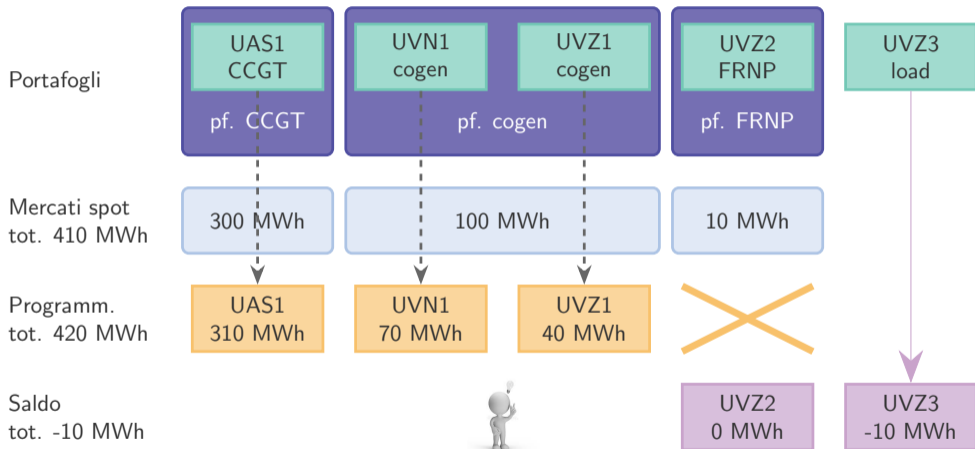 Portafogli
UAS1
CCGT
UVN1
cogen
UVZ1
cogen
UVZ2
FRNP
UVZ3
load
pf. CCGT
pf. cogen
pf. FRNP
Mercati spot
tot. 410 MWh
300 MWh
100 MWh
10 MWh
Programm.
tot. 420 MWh
UAS1
310 MWh
UVN1
70 MWh
UVZ1
40 MWh
Saldo
tot. -10 MWh
UVZ2
0 MWh
UVZ3
-10 MWh